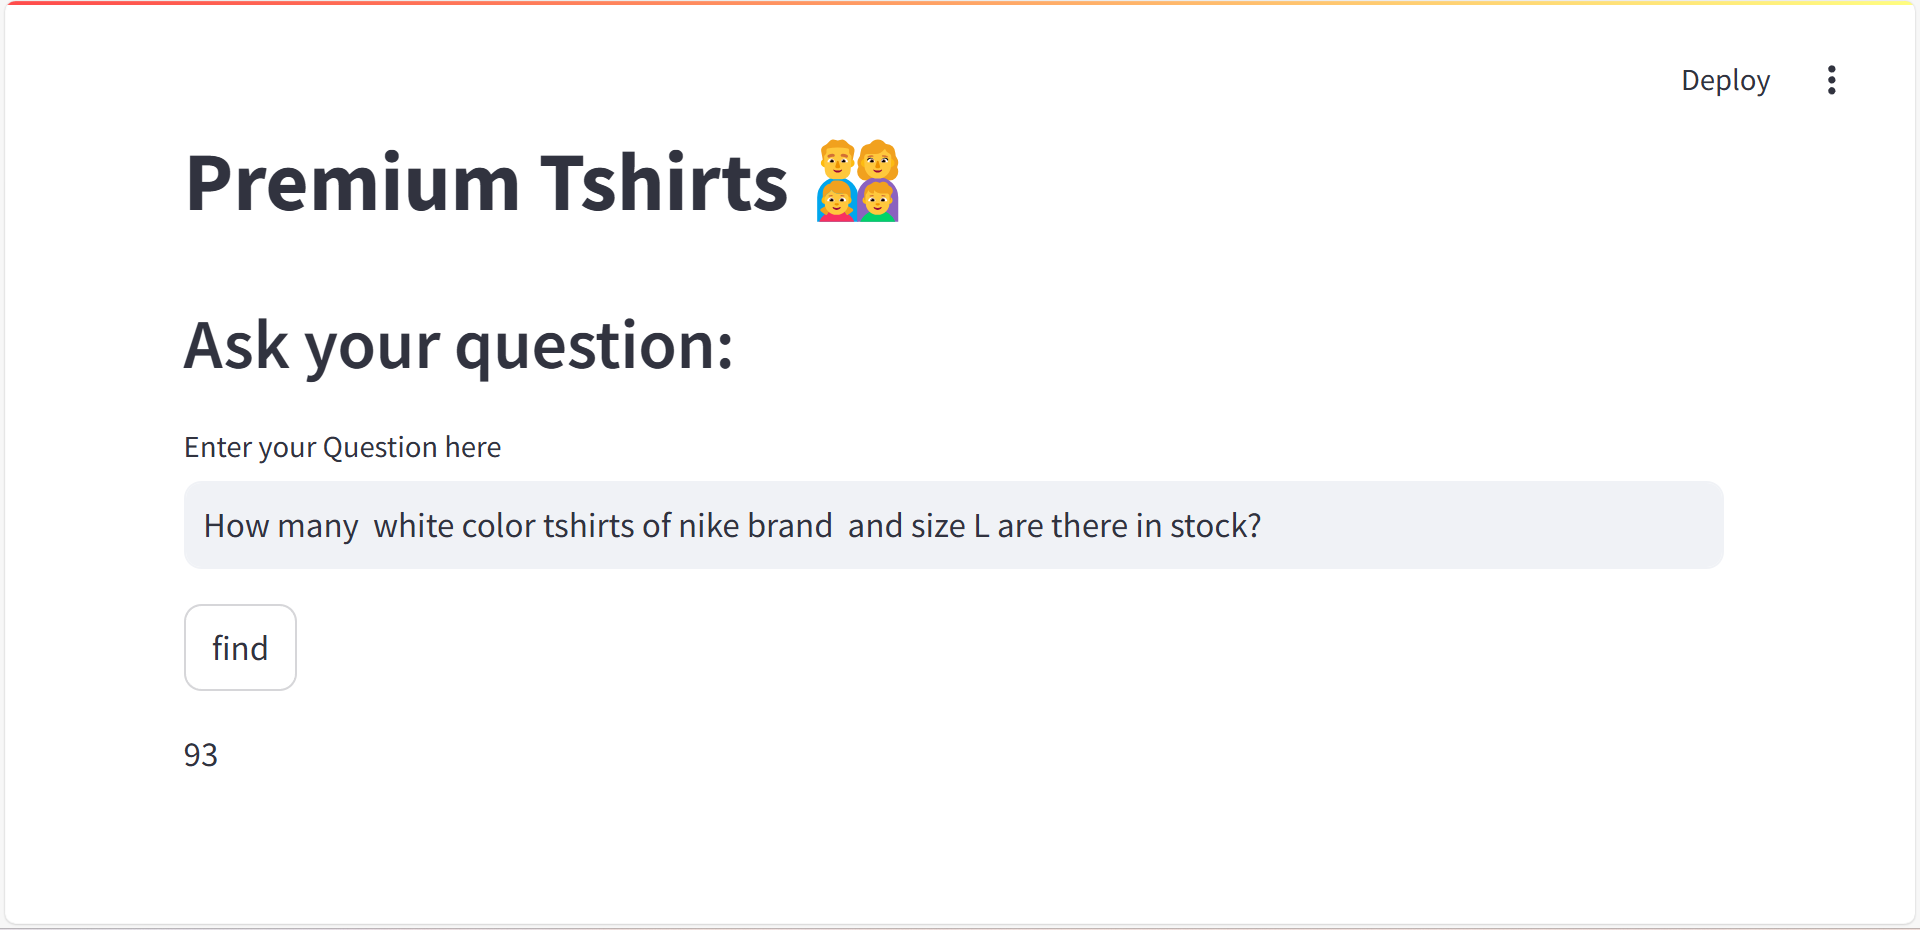 Deploy
Premium Tshirts 👨‍👩‍👧‍👦
Ask your question:
Enter your Question here
How many  white color tshirts of nike brand  and size L are there in stock?
find
93